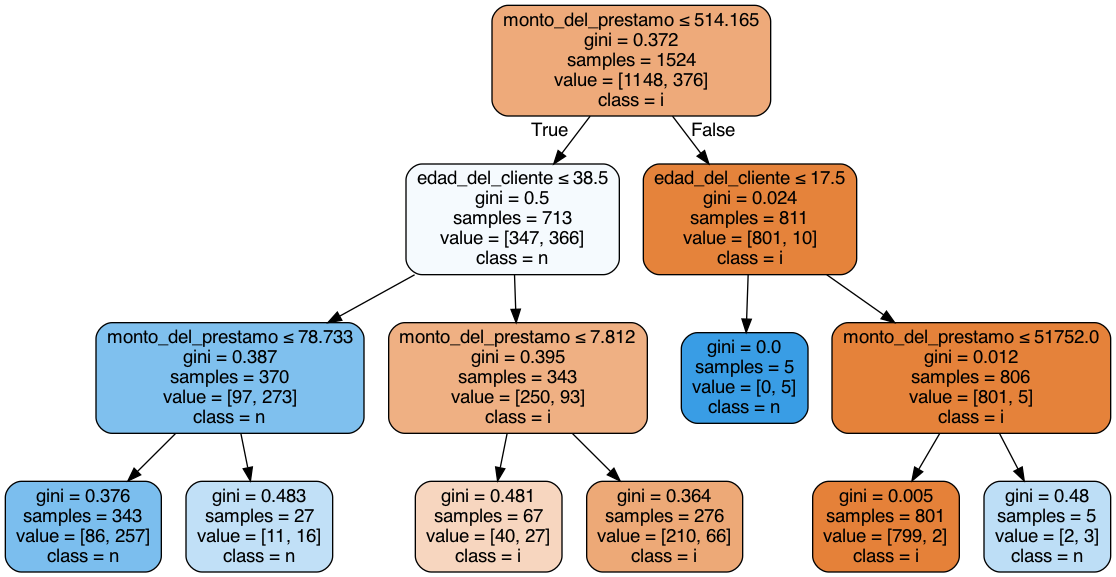 monto_del_prestamo ≤ 514.165
gini = 0.372
samples = 1524
value = [1148, 376]
class = i
True
False
edad_del_cliente ≤ 38.5
gini = 0.5
samples = 713
value = [347, 366]
class = n
edad_del_cliente ≤ 17.5
gini = 0.024
samples = 811
value = [801, 10]
class = i
monto_del_prestamo ≤ 78.733
gini = 0.387
samples = 370
value = [97, 273]
class = n
monto_del_prestamo ≤ 7.812
gini = 0.395
samples = 343
value = [250, 93]
class = i
gini = 0.0
samples = 5
value = [0, 5]
class = n
monto_del_prestamo ≤ 51752.0
gini = 0.012
samples = 806
value = [801, 5]
class = i
gini = 0.376
samples = 343
value = [86, 257]
class = n
gini = 0.483
samples = 27
value = [11, 16]
class = n
gini = 0.481
samples = 67
value = [40, 27]
class = i
gini = 0.364
samples = 276
value = [210, 66]
class = i
gini = 0.005
samples = 801
value = [799, 2]
class = i
gini = 0.48
samples = 5
value = [2, 3]
class = n